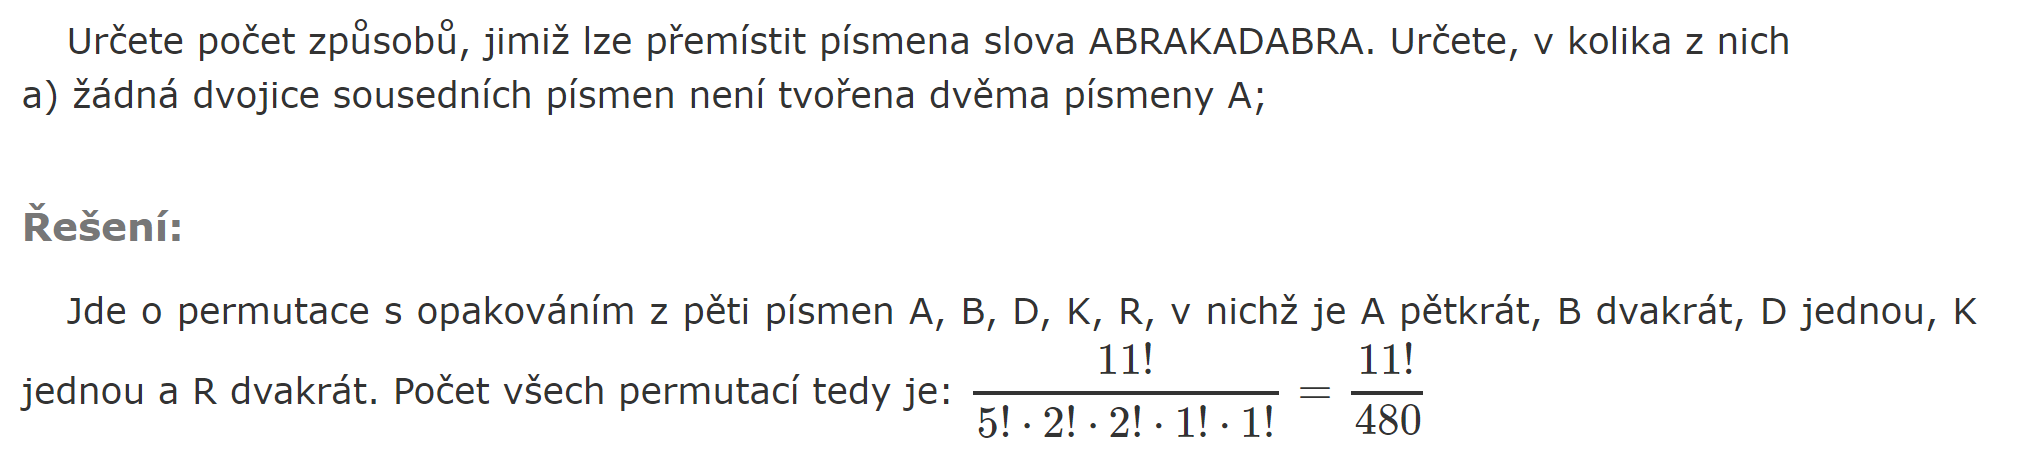 Určete počet způsobů, jimiž lze přemístit písmena slova ABRAKADABRA. Určete, v kolika z nich
a) žádná dvojice sousedních písmen není tvořena dvěma písmeny A;
Řešení:
Jde o permutace s opakováním z pěti písmen A, B, D, K, R, v nichž je A pětkrát, B dvakrát, D jednou, K
jednou a R dvakrát. Počet všech permutací tedy je: \frac{11!}{5! \cdot 2! \cdot 2! \cdot 1! \cdot 1!} = \frac{11!}{480}